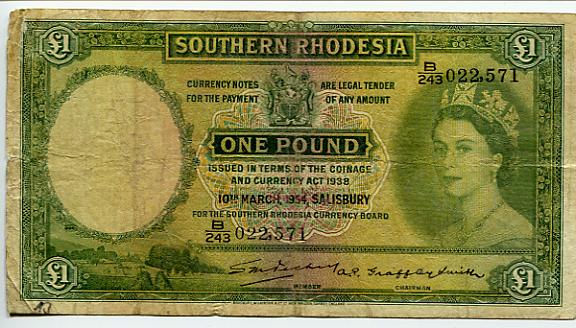 £1 SOUTHERN RHODESIA £1
B/243 022,571
CURRENCY NOTES ARE LEGAL TENDER
FOR THE PAYMENT OF ANY AMOUNT
ONE POUND
ISSUED IN TERMS OF THE COINAGE
AND CURRENCY ACT 1938
10TH MARCH 1954, SALISBURY
FOR THE SOUTHERN RHODESIA CURRENCY BOARD
B/243 022,571
A.P. Grafftey Smith
MEMBER CHAIRMAN
£1 £1